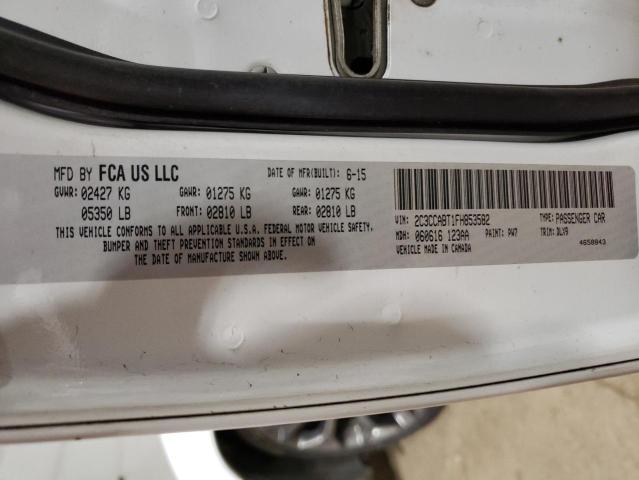 MFD BY FCA US LLC DATE OF MFR(BUILT): 6-15
GVWR: 02427 KG GAWR: 01275 KG GAWR: 01275 KG
05350 LB FRONT: 02810 LB REAR: 02810 LB
THIS VEHICLE CONFORMS TO ALL APPLICABLE U.S.A. FEDERAL MOTOR VEHICLE SAFETY,
BUMPER AND THEFT PREVENTION STANDARDS IN EFFECT ON
THE DATE OF MANUFACTURE SHOWN ABOVE.
VIN: 2C3CCABT1FH853582 TYPE: PASSENGER CAR
MDH: 060616 123AA PAINT: PW7 TRIM: DLX9
VEHICLE MADE IN CANADA 4658843